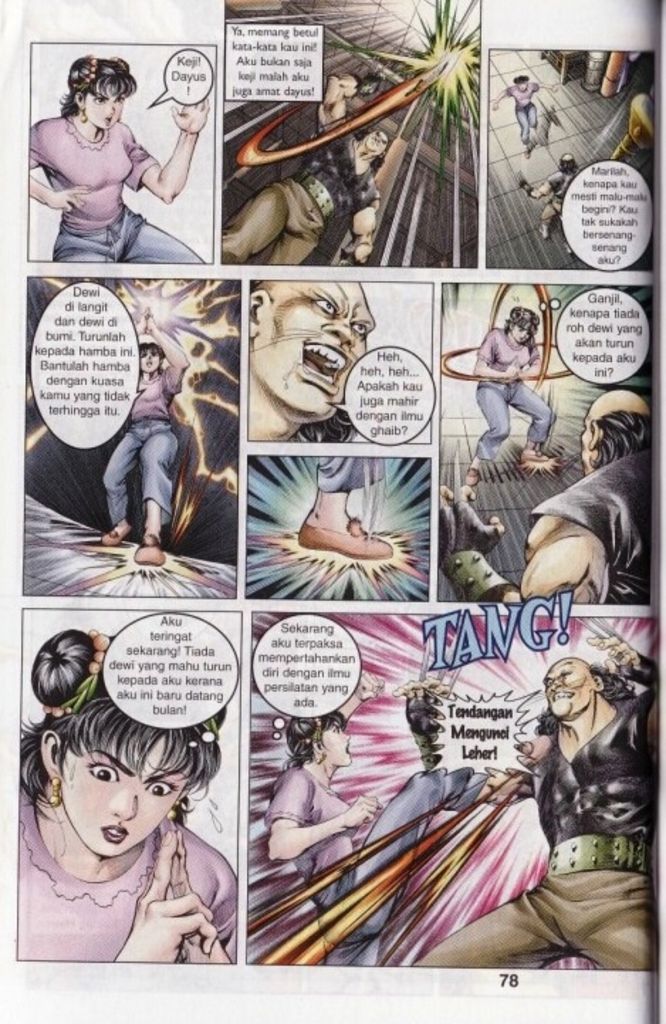 Keji!
Dayus
!
Ya, memang betul
kata-kata kau ini!
Aku bukan saja
keji malah aku
juga amat dayus!
Marilah,
kenapa kau
mesti malu-malu
begini? Kau
tak sukakah
bersenang-
senang
aku?
Dewi
di langit
dan dewi di
bumi. Turunlah
kepada hamba ini.
Bantulah hamba
dengan kuasa
kamu yang tidak
terhingga itu.
Heh,
heh, heh...
Apakah kau
juga mahir
dengan ilmu
ghaib?
Ganjil,
kenapa tiada
roh dewi yang
akan turun
kepada aku
ini?
Aku
teringat
sekarang! Tiada
dewi yang mahu turun
kepada aku kerana
aku ini baru datang
bulan!
Sekarang
aku terpaksa
mempertahankan
diri dengan ilmu
persilatan yang
ada.
TANG!
Tendangan
Mengunci
Leher!
78